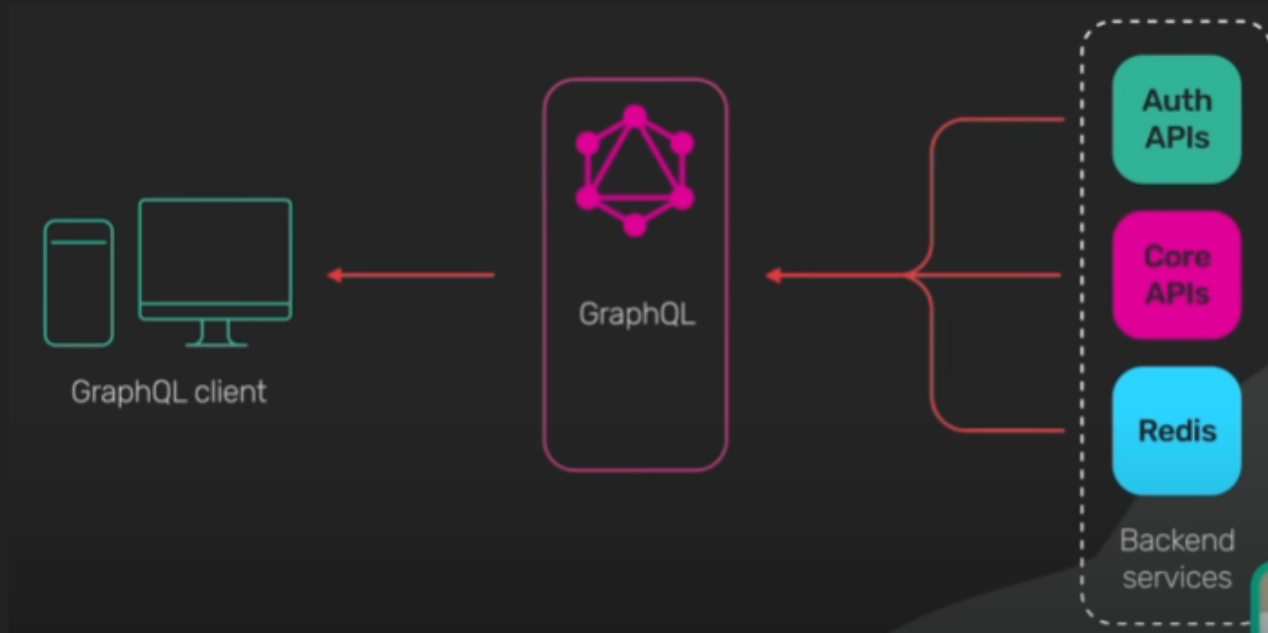 GraphQL client
GraphQL
Auth
APIs
Core
APIs
Redis
Backend
services